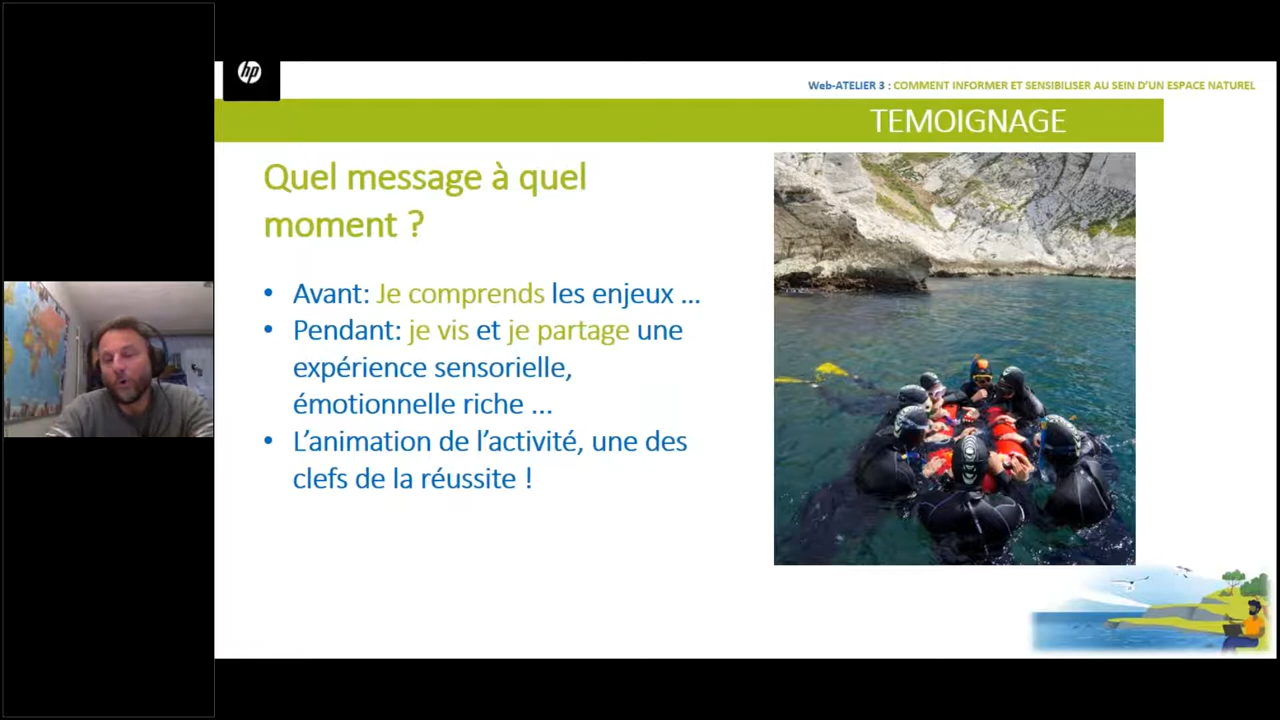 hp
Web-ATELIER 3 : COMMENT INFORMER ET SENSIBILISER AU SEIN D'UN ESPACE NATUREL
TEMOIGNAGE
Quel message à quel
moment ?
• Avant: Je comprends les enjeux ...
• Pendant: je vis et je partage une
expérience sensorielle,
émotionnelle riche ...
• L'animation de l'activité, une des
clefs de la réussite !